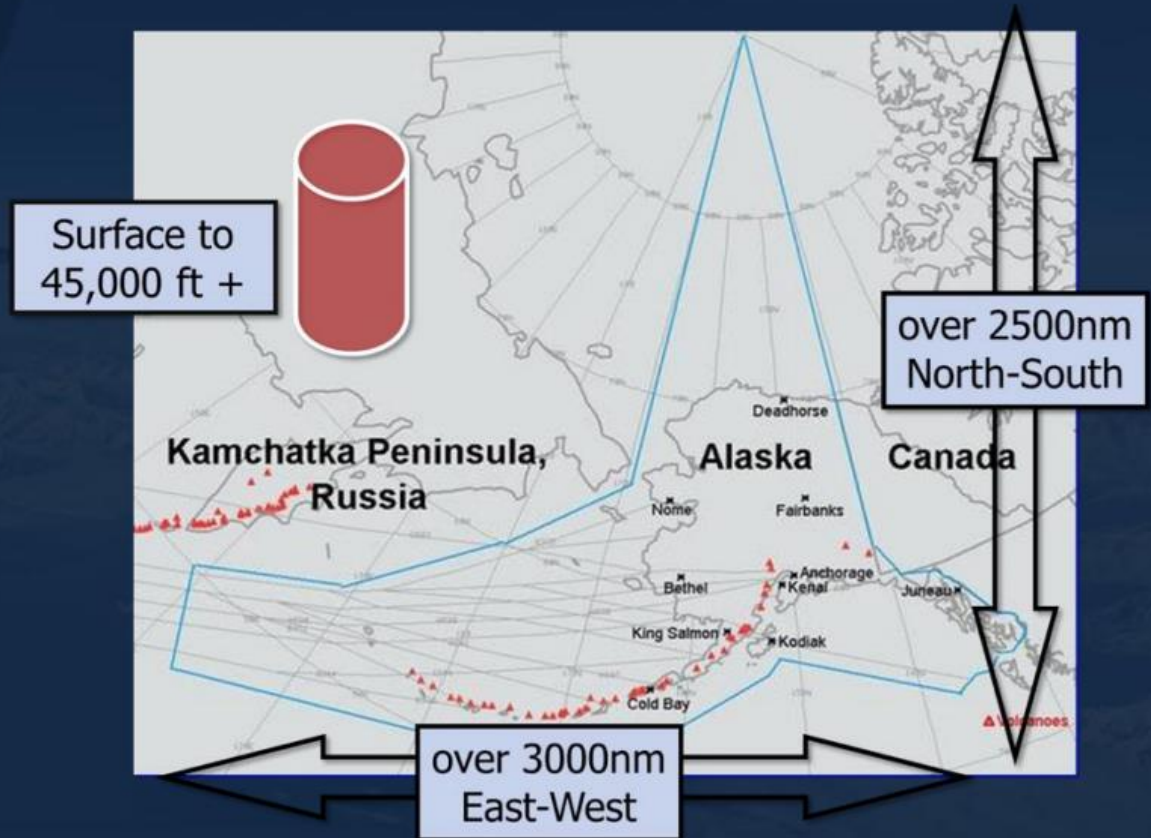 Surface to
45,000 ft +
over 2500nm
North-South
Deadhorse
Kamchatka Peninsula,
Russia
Alaska
Canada
Nome
Fairbanks
Anchorage
Kenai
Bethel
Juneau
King Salmon
Kodiak
Cold Bay
Volcanoes
over 3000nm
East-West